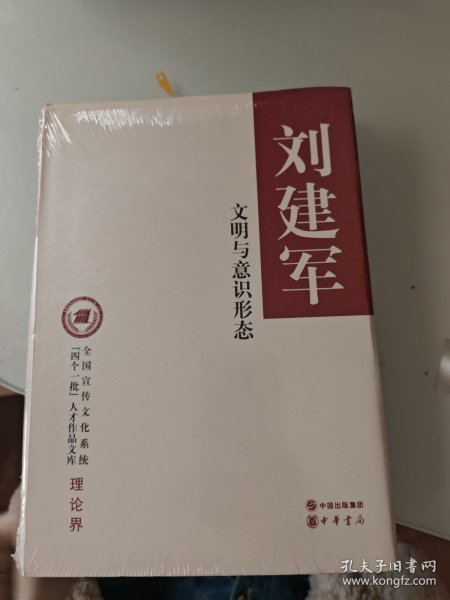 刘建军
文明与意识形态
全国宣传文化系统
「四个一批」人才作品文库
理论界
中国出版集团
中華書局
孔夫子旧书网
www.kongfz.com